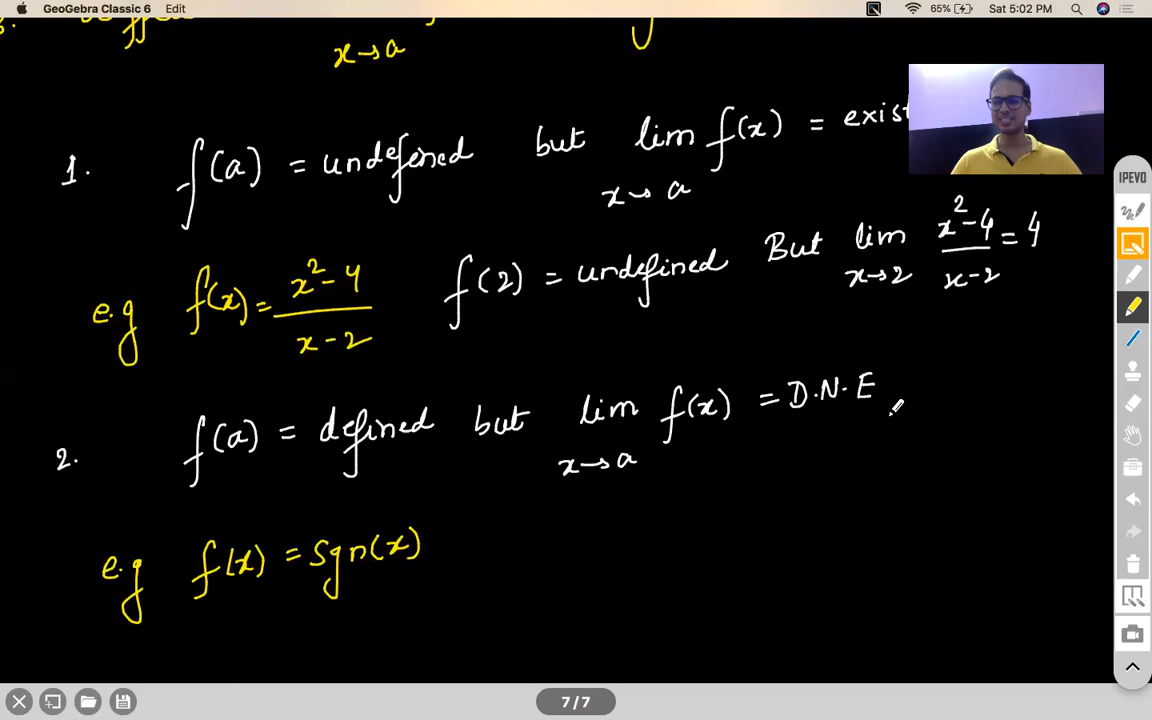 GeoGebra Classic 6 Edit 65% Sat 5:02 PM
x→a
1. f(a) = undefined but lim f(x) = exist
x→a
IPEVO
e.g f(x) = x²-4 / x-2 f(2) = undefined But lim x→2 x²-4 / x-2 = 4
2. f(a) = defined but lim f(x) = D.N.E
x→a
e.g f(x) = Sgn(x)
7/7